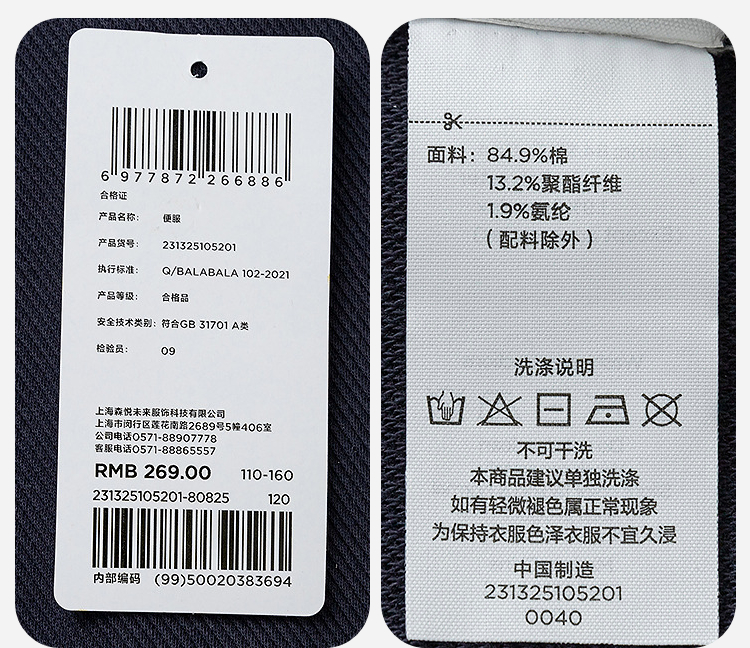 6 977872 266886
合格证
产品名称: 便服
产品货号: 231325105201
执行标准: Q/BALABALA 102-2021
产品等级: 合格品
安全技术类别: 符合GB 31701 A类
检验员: 09
上海森悦未来服饰科技有限公司
上海市闵行区莲花南路2689号5幢406室
公司电话0571-88907778
客服电话0571-88865557
RMB 269.00 110-160
231325105201-80825 120
内部编码 (99)50020383694
面料: 84.9%棉
13.2%聚酯纤维
1.9%氨纶
(配料除外)
洗涤说明
不可干洗
本商品建议单独洗涤
如有轻微褪色属正常现象
为保持衣服色泽衣服不宜久浸
中国制造
231325105201
0040